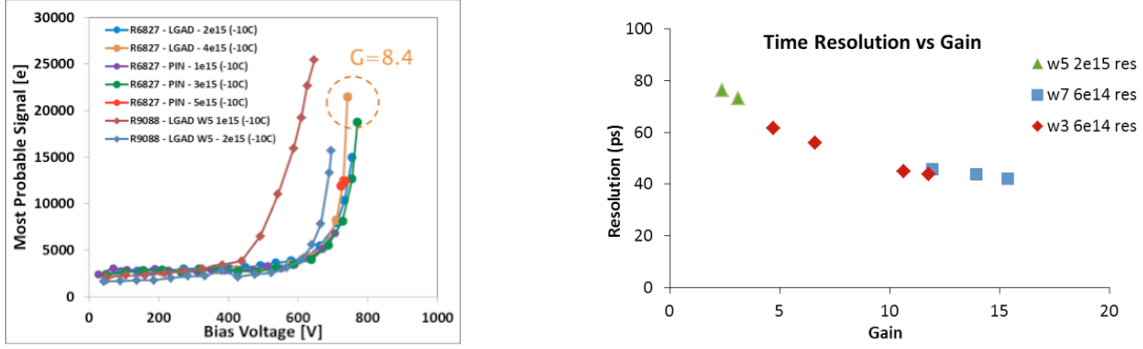 30000
25000
20000
15000
10000
5000
0
Most Probable Signal [e]
R6827 - LGAD - 2e15 (-10C)
R6827 - LGAD - 4e15 (-10C)
R6827 - PIN - 1e15 (-10C)
R6827 - PIN - 3e15 (-10C)
R6827 - PIN - 5e15 (-10C)
R9088 - LGAD W5 1e15 (-10C)
R9088 - LGAD W5 - 2e15 (-10C)
G=8.4
0 200 400 600 800 1000
Bias Voltage [V]
Time Resolution vs Gain
100
80
60
40
20
0
Resolution (ps)
w5 2e15 res
w7 6e14 res
w3 6e14 res
0 5 10 15 20
Gain